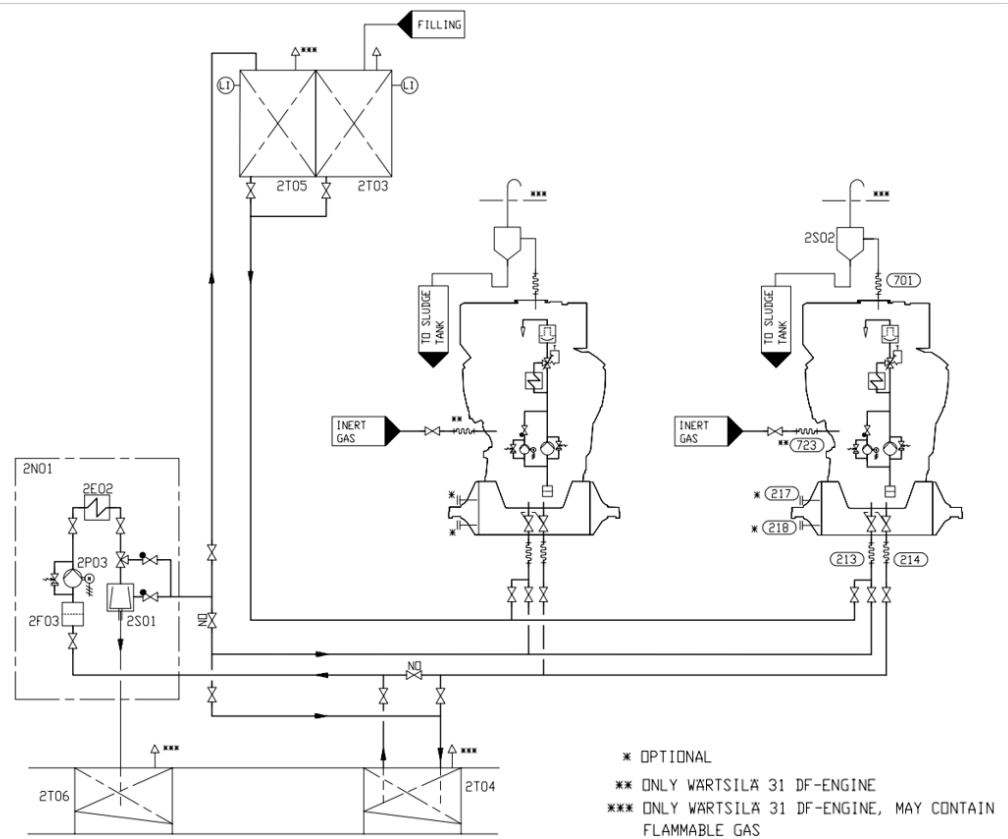 FILLING
***
LI
LI
2T05
2T03
***
***
2S02
701
TO SLUDGE
TANK
TO SLUDGE
TANK
INERT
GAS
**
INERT
GAS
**
723
2N01
2E02
2P03
2F03
2S01
NO
*
*
* 217
* 218
213
214
NO
***
***
2T06
2T04
* OPTIONAL
** ONLY WÄRTSILÄ 31 DF-ENGINE
*** ONLY WÄRTSILÄ 31 DF-ENGINE, MAY CONTAIN
FLAMMABLE GAS